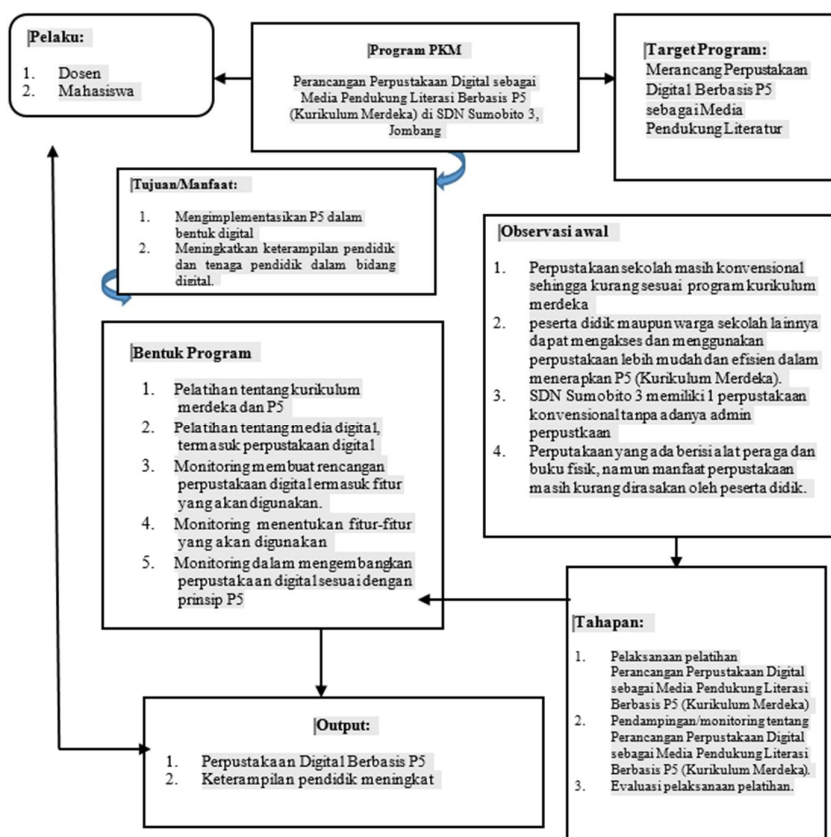 Pelaku:
1. Dosen
2. Mahasiswa
Program PKM
Perancangan Perpustakaan Digital sebagai
Media Pendukung Literasi Berbasis P5
(Kurikulum Merdeka) di SDN Sumobito 3,
Jombang
Target Program:
Merancang Perpustakaan
Digital Berbasis P5
sebagai Media
Pendukung Literatur
Tujuan/Manfaat:
1. Mengimplementasikan P5 dalam
bentuk digital
2. Meningkatkan keterampilan pendidik
dan tenaga pendidik dalam bidang
digital.
Observasi awal
1. Perpustakaan sekolah masih konvensional
sehingga kurang sesuai program kurikulum
merdeka
2. peserta didik maupun warga sekolah lainnya
dapat mengakses dan menggunakan
perpustakaan lebih mudah dan efisien dalam
menerapkan P5 (Kurikulum Merdeka).
3. SDN Sumobito 3 memiliki 1 perpustakaan
konvensional tanpa adanya admin
perpustkaan
4. Perputakaan yang ada berisi alat peraga dan
buku fisik, namun manfaat perpustakaan
masih kurang dirasakan oleh peserta didik.
Bentuk Program
1. Pelatihan tentang kurikulum
merdeka dan P5
2. Pelatihan tentang media digital,
termasuk perpustakaan digital
3. Monitoring membuat rencangan
perpustakaan digital ermasuk fitur
yang akan digunakan.
4. Monitoring menentukan fitur-fitur
yang akan digunakan
5. Monitoring dalam mengembangkan
perpustakaan digital sesuai dengan
prinsip P5
Tahapan:
1. Pelaksanaan pelatihan
Perancangan Perpustakaan Digital
sebagai Media Pendukung Literasi
Berbasis P5 (Kurikulum Merdeka)
2. Pendampingan/monitoring tentang
Perancangan Perpustakaan Digital
sebagai Media Pendukung Literasi
Berbasis P5 (Kurikulum Merdeka).
3. Evaluasi pelaksanaan pelatihan.
Output:
1. Perpustakaan Digital Berbasis P5
2. Keterampilan pendidik meningkat